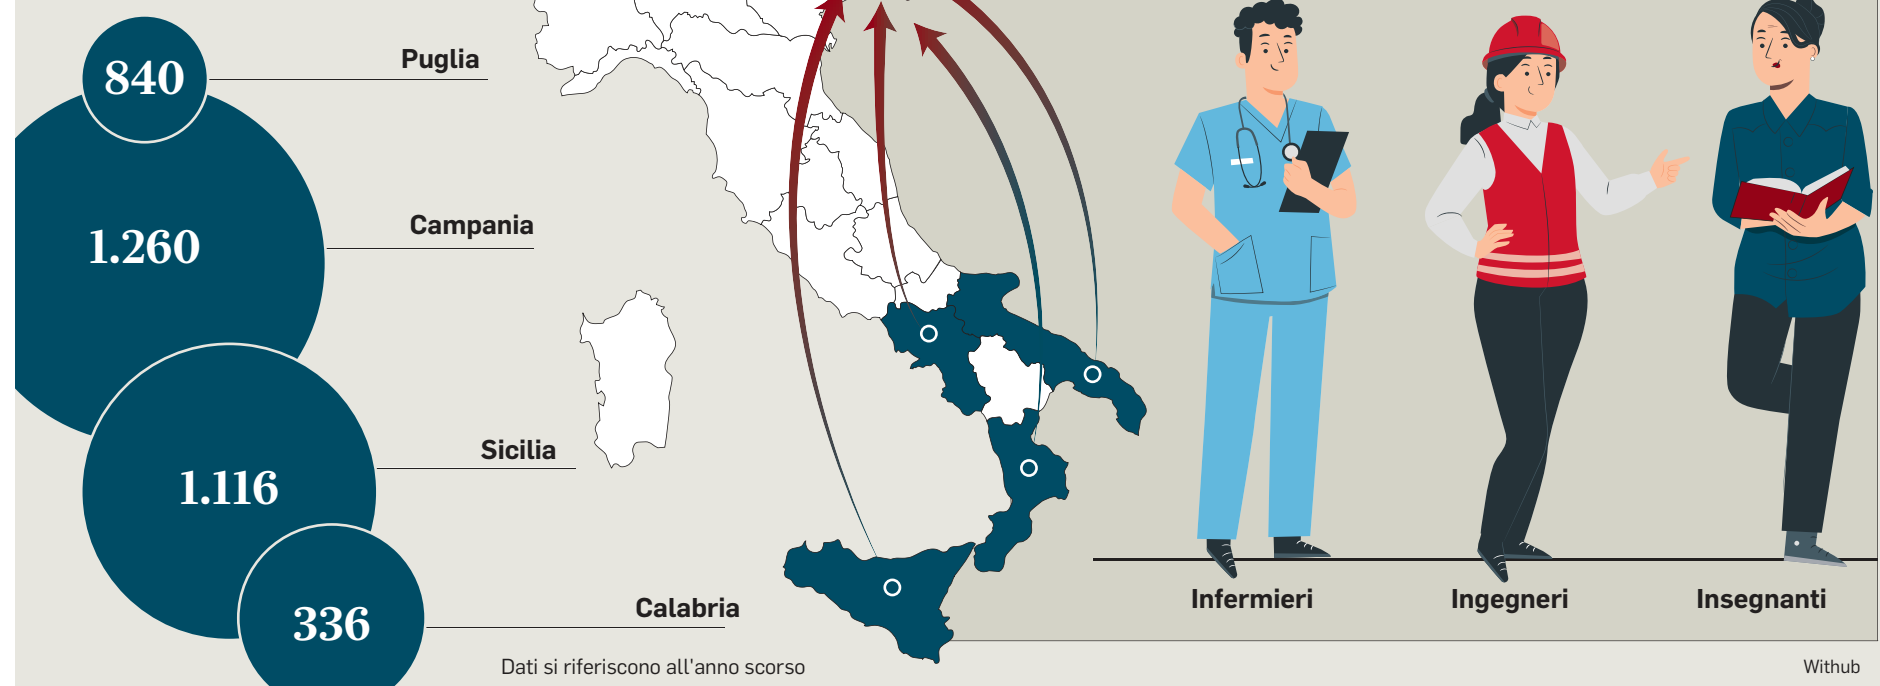 840
Puglia
1.260
Campania
Sicilia
1.116
336
Calabria
Infermieri
Ingegneri
Insegnanti
Dati si riferiscono all'anno scorso
Withub